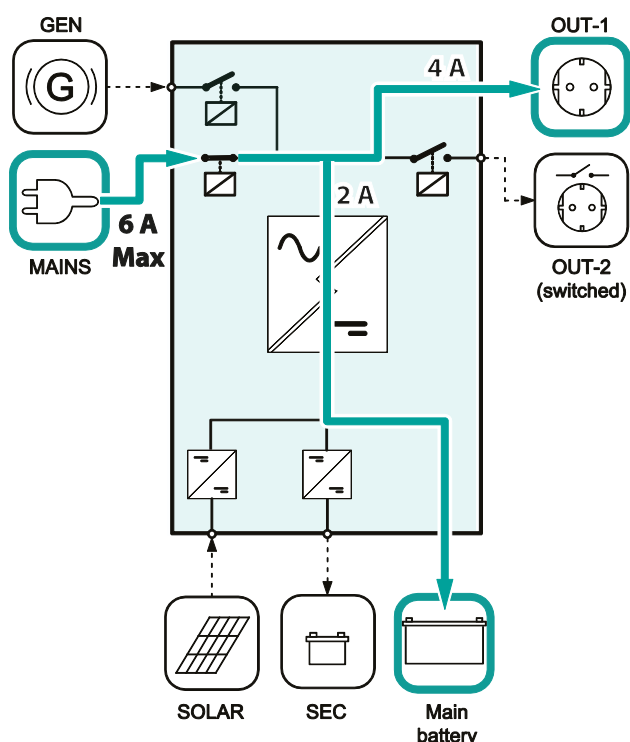 GEN
G
OUT-1
4 A
MAINS
6 A
Max
2 A
OUT-2
(switched)
SOLAR
SEC
Main
battery